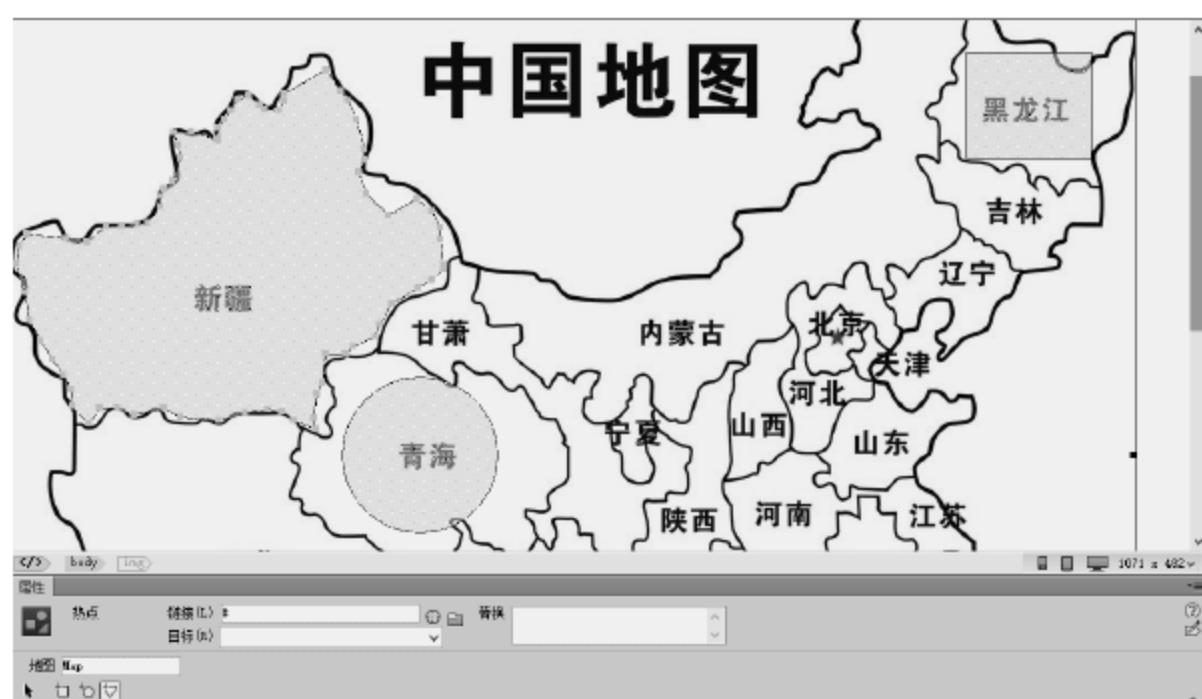 中国地图
黑龙江
吉林
辽宁
新疆
甘肃
内蒙古
北京
天津
河北
山西
宁夏
山东
青海
陕西
河南
江苏
</> body img 1071 x 482
属性
热点 链接(L) # 替换
目标(R)
地图 Map